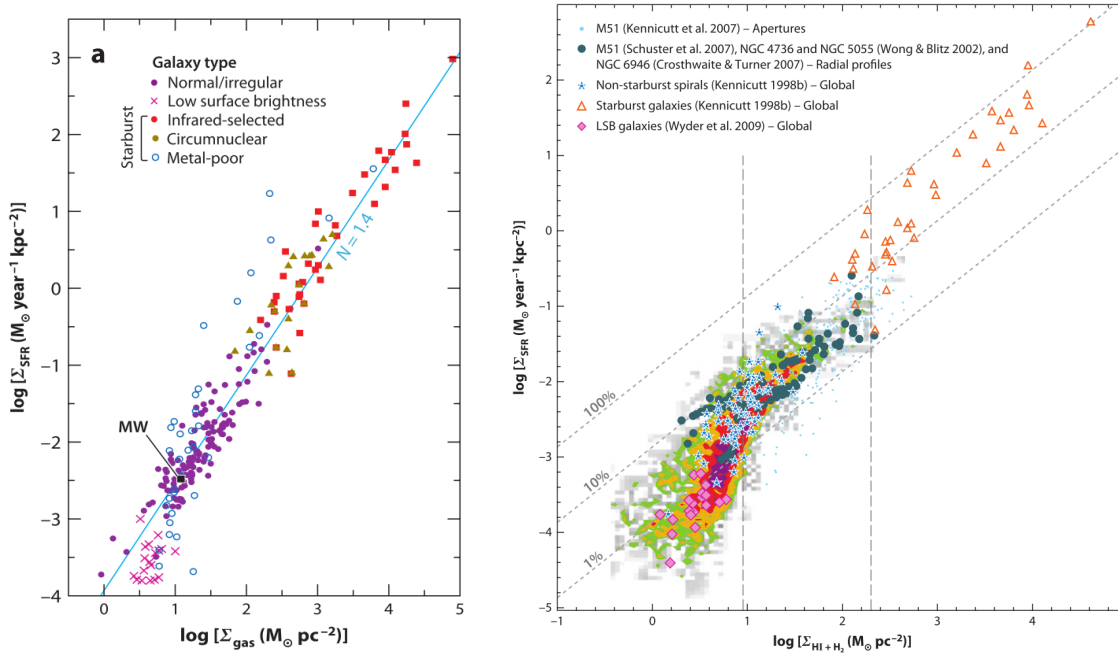 a
Galaxy type
Normal/irregular
Low surface brightness
Starburst
Infrared-selected
Circumnuclear
Metal-poor
N = 1.4
MW
3
2
1
0
−1
−2
−3
−4
0
1
2
3
4
5
log [Σ_SFR (M⊙ year⁻¹ kpc⁻²)]
log [Σ_gas (M⊙ pc⁻²)]
M51 (Kennicutt et al. 2007) – Apertures
M51 (Schuster et al. 2007), NGC 4736 and NGC 5055 (Wong & Blitz 2002), and
NGC 6946 (Crosthwaite & Turner 2007) – Radial profiles
Non-starburst spirals (Kennicutt 1998b) – Global
Starburst galaxies (Kennicutt 1998b) – Global
LSB galaxies (Wyder et al. 2009) – Global
100%
10%
1%
2
1
0
−1
−2
−3
−4
−5
−1
0
1
2
3
4
log [Σ_SFR (M⊙ year⁻¹ kpc⁻²)]
log [Σ_HI + H₂ (M⊙ pc⁻²)]